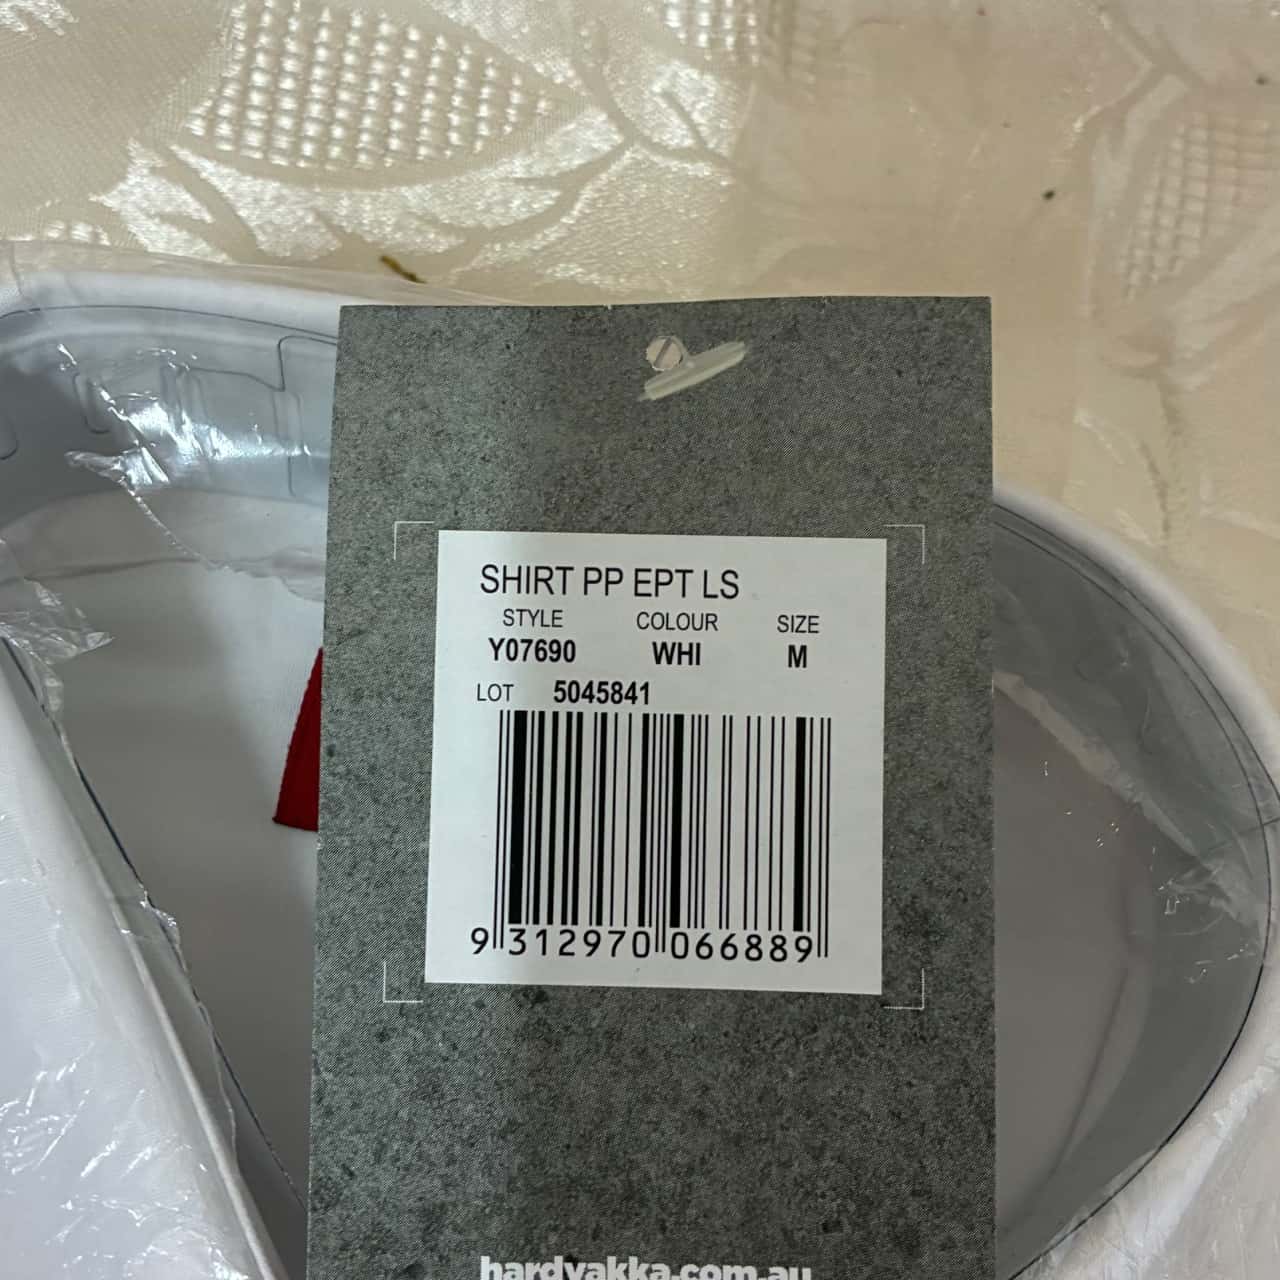 SHIRT PP EPT LS
STYLE COLOUR SIZE
Y07690 WHI M
LOT 5045841
9 312970 066889
hardyakka.com.au